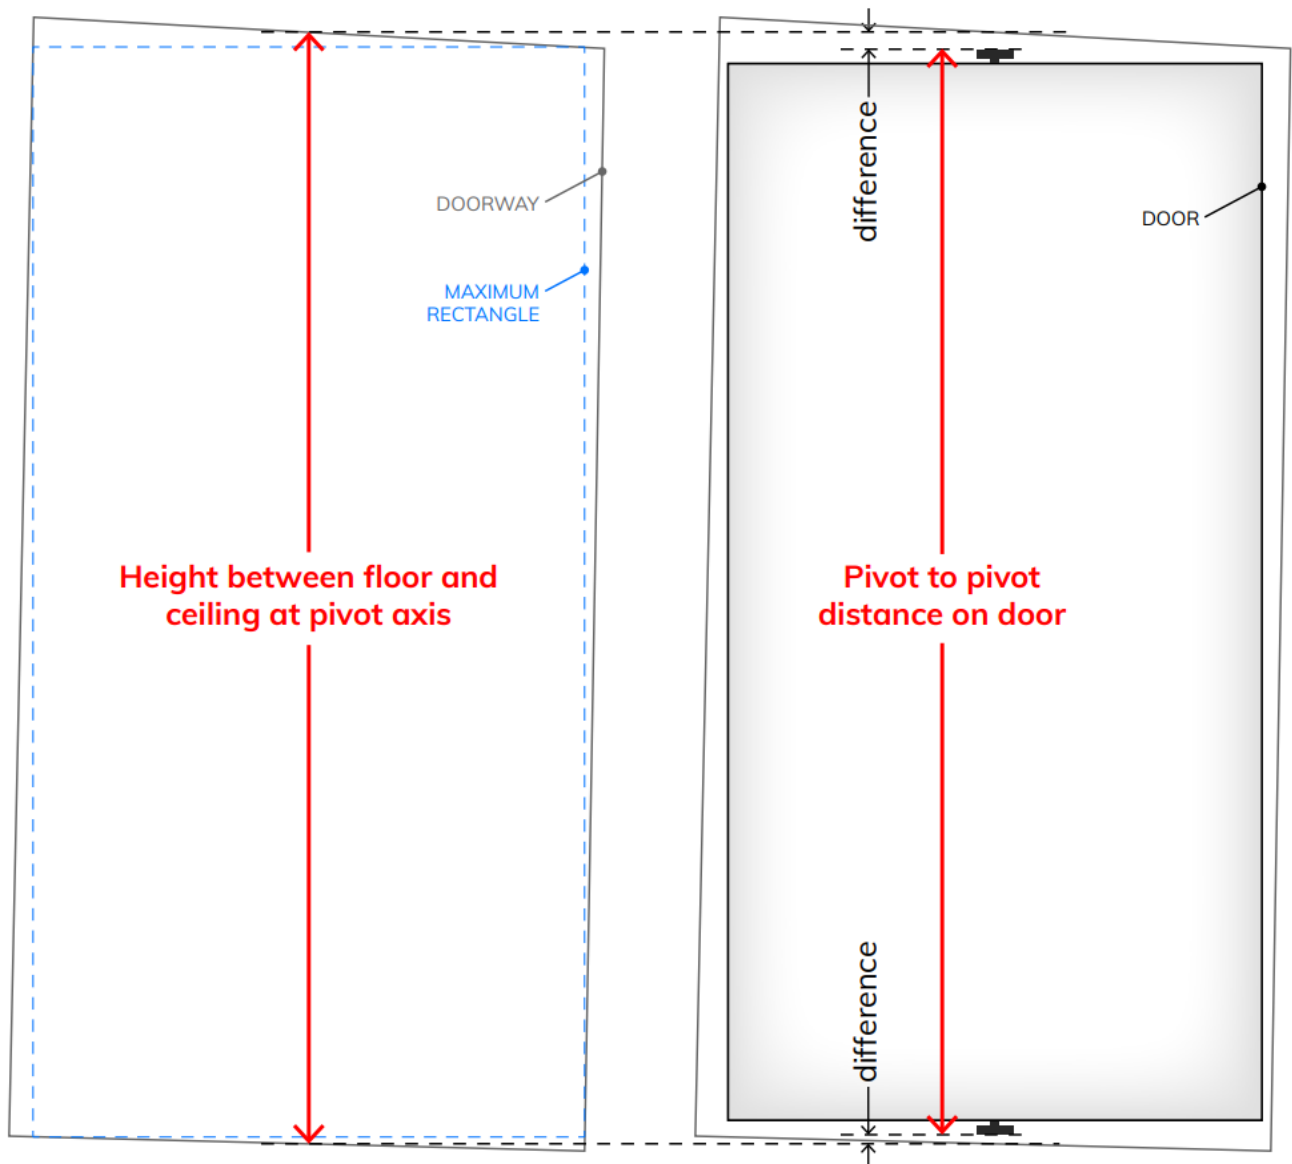 difference
DOORWAY
DOOR
MAXIMUM
RECTANGLE
Height between floor and
ceiling at pivot axis
Pivot to pivot
distance on door
difference